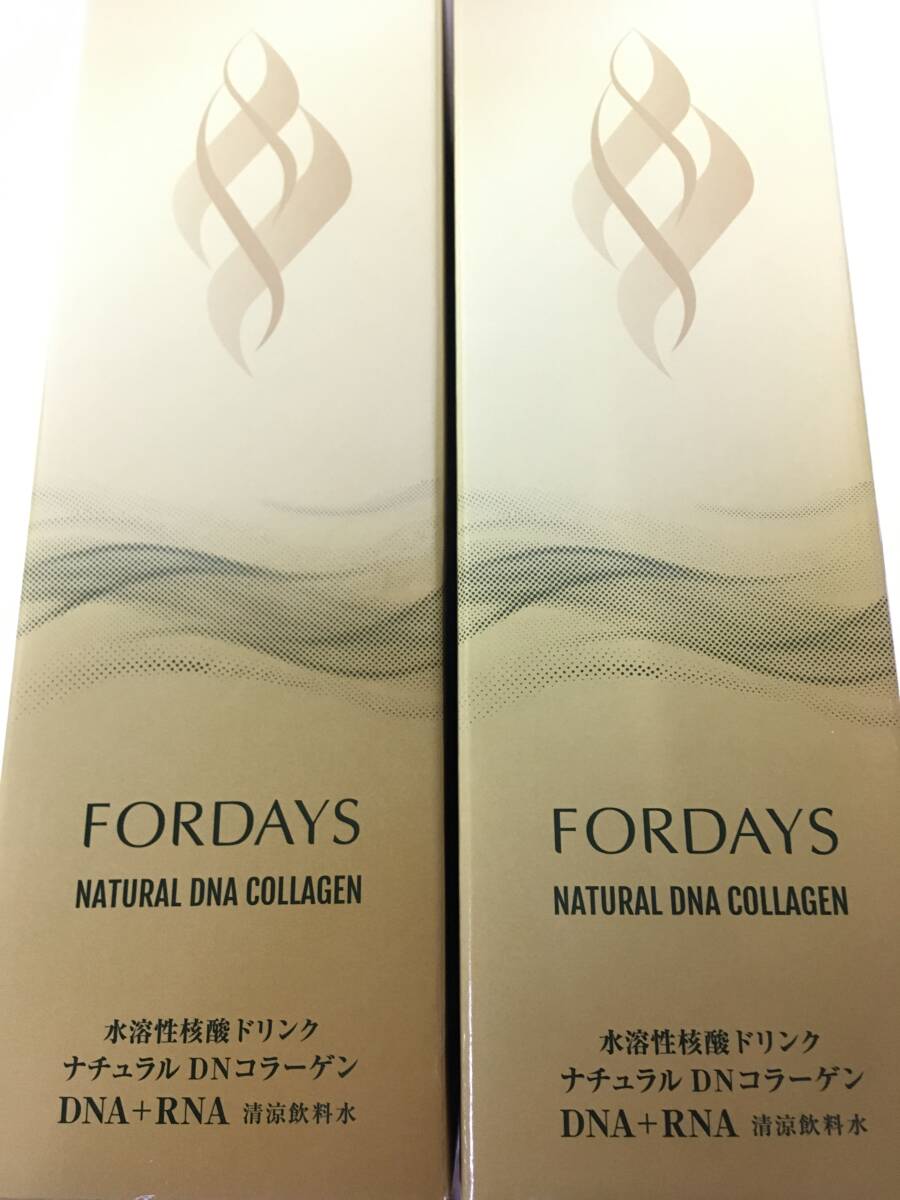 FORDAYS
NATURAL DNA COLLAGEN
水溶性核酸ドリンク
ナチュラル DNコラーゲン
DNA+RNA 清涼飲料水
FORDAYS
NATURAL DNA COLLAGEN
水溶性核酸ドリンク
ナチュラル DNコラーゲン
DNA+RNA 清涼飲料水